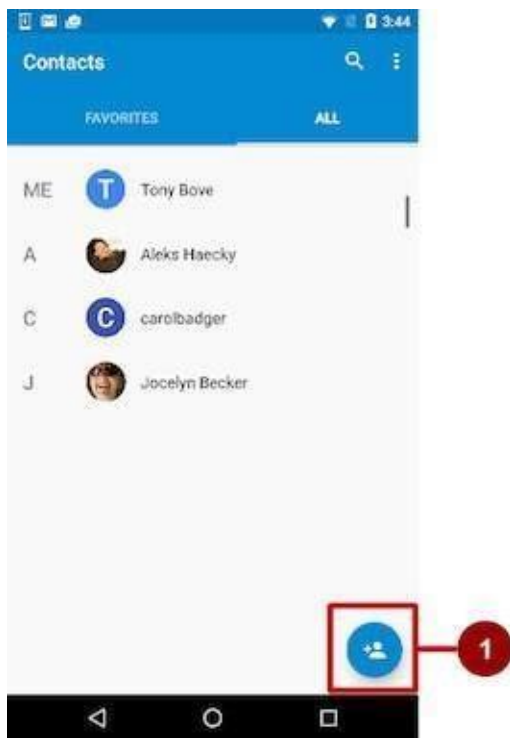 3:44
Contacts
FAVORITES ALL
ME T Tony Bove
A Aleks Haecky
C C carolbadger
J Jocelyn Becker
1